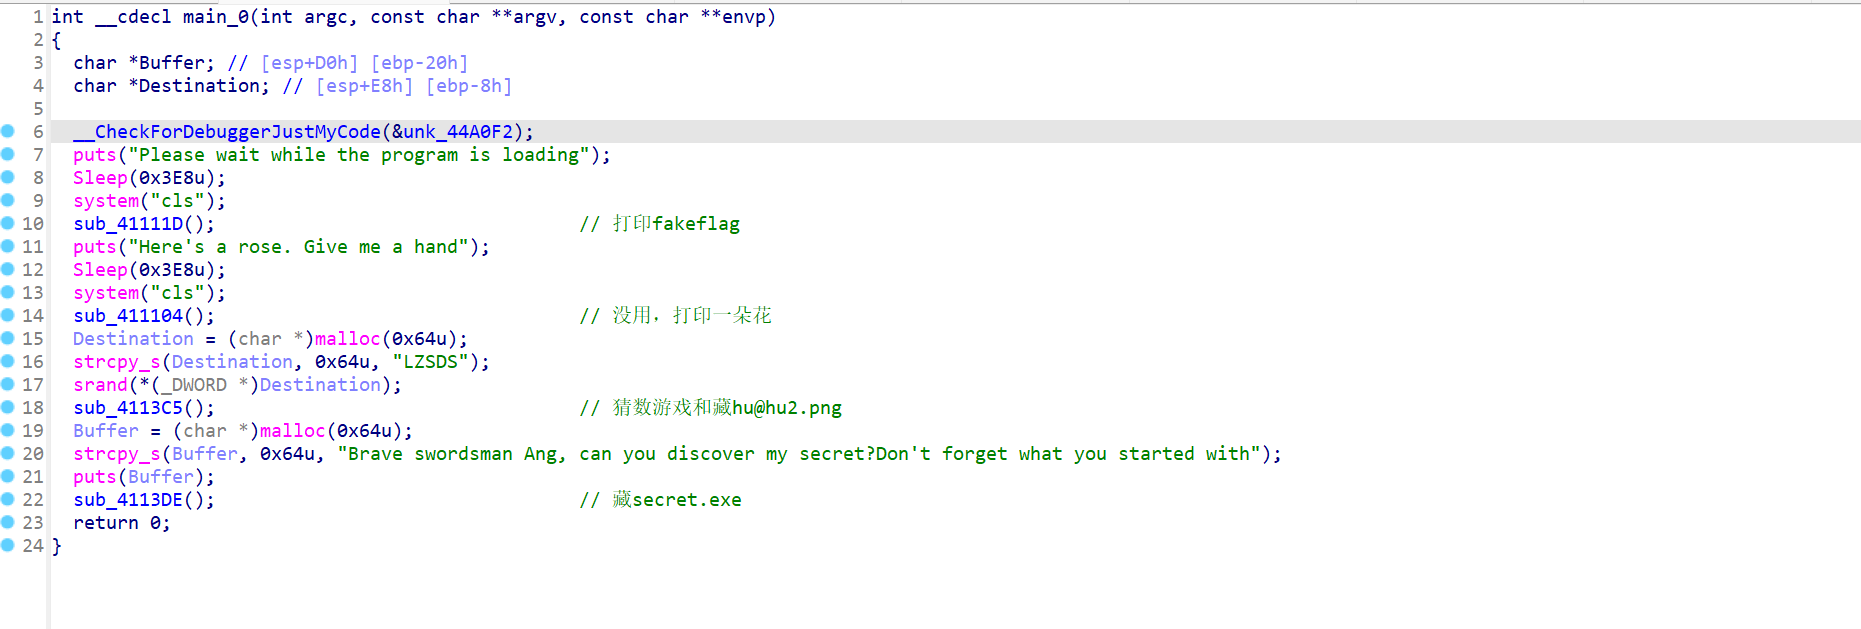 1 int __cdecl main_0(int argc, const char **argv, const char **envp)
2 {
3 char *Buffer; // [esp+D0h] [ebp-20h]
4 char *Destination; // [esp+E8h] [ebp-8h]
5
6 __CheckForDebuggerJustMyCode(&unk_44A0F2);
7 puts("Please wait while the program is loading");
8 Sleep(0x3E8u);
9 system("cls");
10 sub_41111D(); // 打印fakeflag
11 puts("Here's a rose. Give me a hand");
12 Sleep(0x3E8u);
13 system("cls");
14 sub_411104(); // 没用，打印一朵花
15 Destination = (char *)malloc(0x64u);
16 strcpy_s(Destination, 0x64u, "LZSDS");
17 srand(*(_DWORD *)Destination);
18 sub_4113C5(); // 猜数游戏和藏hu@hu2.png
19 Buffer = (char *)malloc(0x64u);
20 strcpy_s(Buffer, 0x64u, "Brave swordsman Ang, can you discover my secret?Don't forget what you started with");
21 puts(Buffer);
22 sub_4113DE(); // 藏secret.exe
23 return 0;
24 }